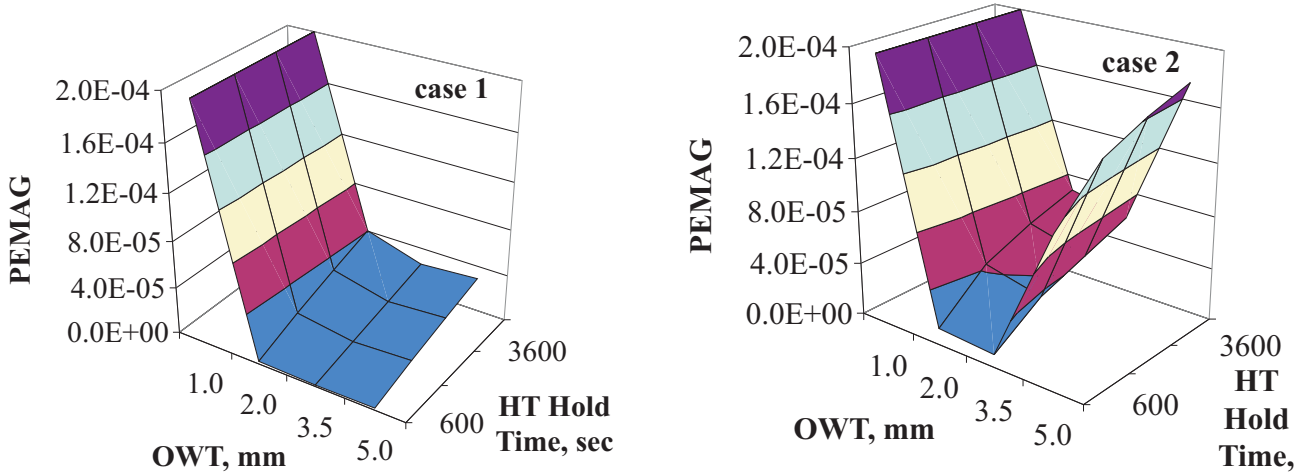 case 1
2.0E-04
1.6E-04
1.2E-04
8.0E-05
4.0E-05
0.0E+00
PEMAG
1.0
2.0
3.5
5.0
OWT, mm
600
3600
HT Hold
Time, sec
case 2
2.0E-04
1.6E-04
1.2E-04
8.0E-05
4.0E-05
0.0E+00
PEMAG
1.0
2.0
3.5
5.0
OWT, mm
600
3600
HT
Hold
Time,